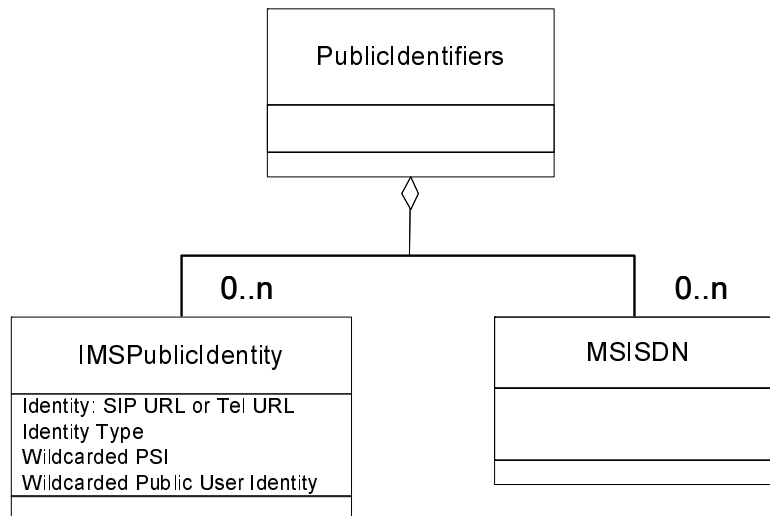 PublicIdentifiers
0..n
0..n
IMSPublicIdentity
MSISDN
Identity: SIP URL or Tel URL
Identity Type
Wildcarded PSI
Wildcarded Public User Identity